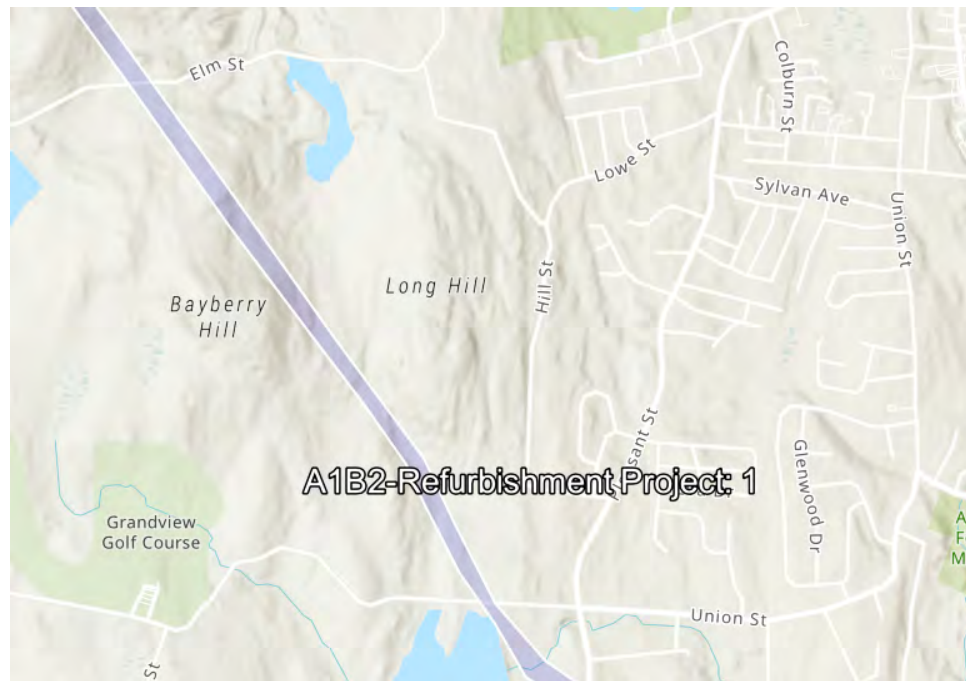 Elm St
Colburn St
Lowe St
Sylvan Ave
Union St
Long Hill
Hill St
Bayberry
Hill
A1B2-Refurbishment Project: 1
Glenwood Dr
Grandview
Golf Course
Union St
St